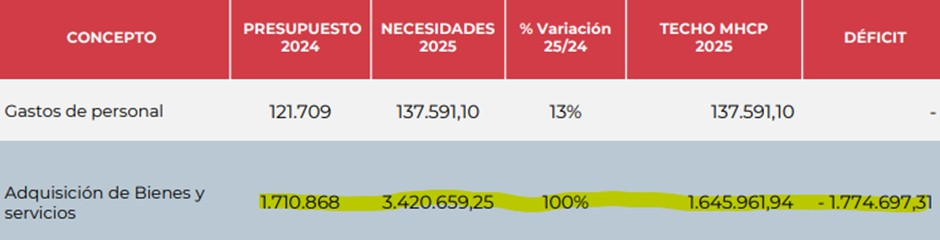 CONCEPTO PRESUPUESTO 2024 NECESIDADES 2025 % Variación 25/24 TECHO MHCP 2025 DÉFICIT
Gastos de personal 121.709 137.591,10 13% 137.591,10 -
Adquisición de Bienes y servicios 1.710.868 3.420.659,25 100% 1.645.961,94 - 1.774.697,31